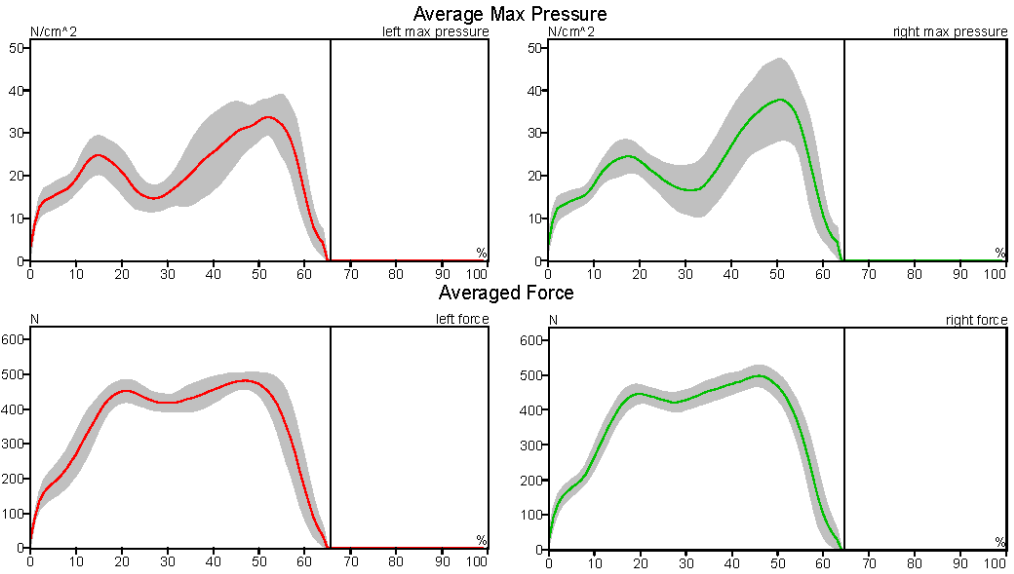 Average Max Pressure
N/cm^2 left max pressure N/cm^2 right max pressure
50 50
40 40
30 30
20 20
10 10
0 % 0 %
0 10 20 30 40 50 60 70 80 90 100 0 10 20 30 40 50 60 70 80 90 100
Averaged Force
N left force N right force
600 600
500 500
400 400
300 300
200 200
100 100
0 % 0 %
0 10 20 30 40 50 60 70 80 90 100 0 10 20 30 40 50 60 70 80 90 100